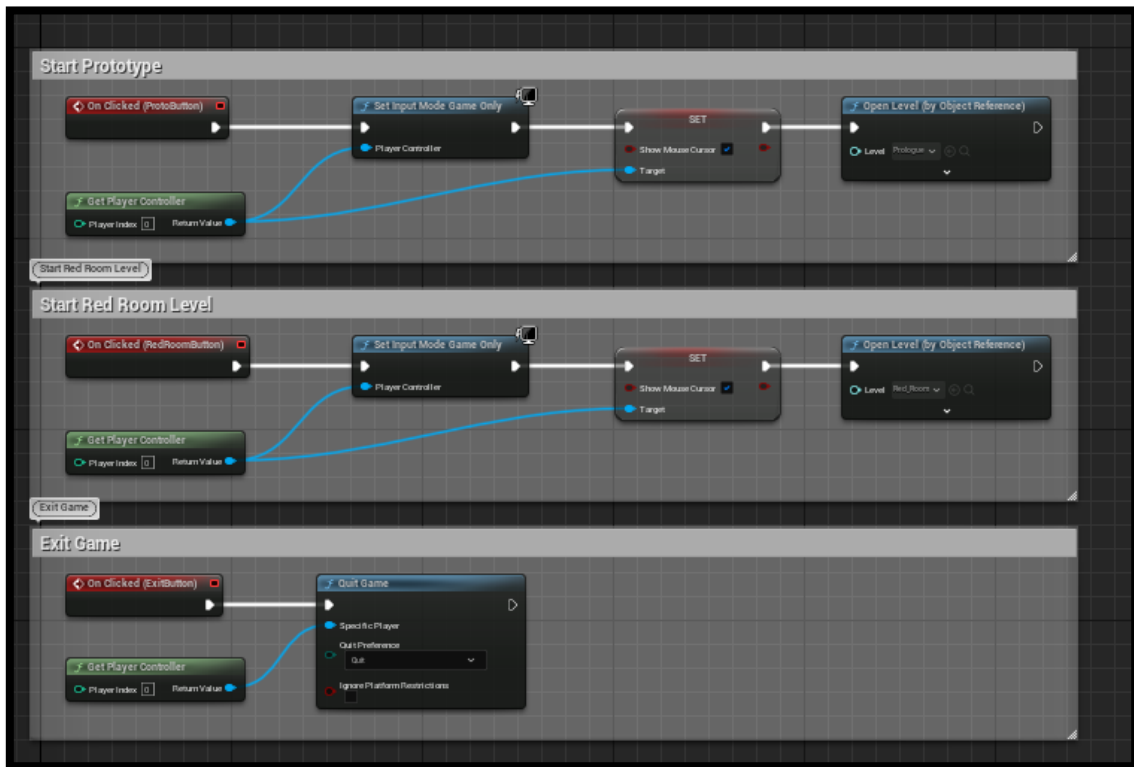 Start Prototype
On Clicked (ProtoButton)
Set Input Mode Game Only
SET
Open Level (by Object Reference)
Player Controller
Show Mouse Cursor
Level Prologue
Target
Get Player Controller
Player Index 0 Return Value
Start Red Room Level
Start Red Room Level
On Clicked (RedRoomButton)
Set Input Mode Game Only
SET
Open Level (by Object Reference)
Player Controller
Show Mouse Cursor
Level Red_Room
Target
Get Player Controller
Player Index 0 Return Value
Exit Game
Exit Game
On Clicked (ExitButton)
Quit Game
Specific Player
Quit Preference
Quit
Get Player Controller
Player Index 0 Return Value
Ignore Platform Restrictions